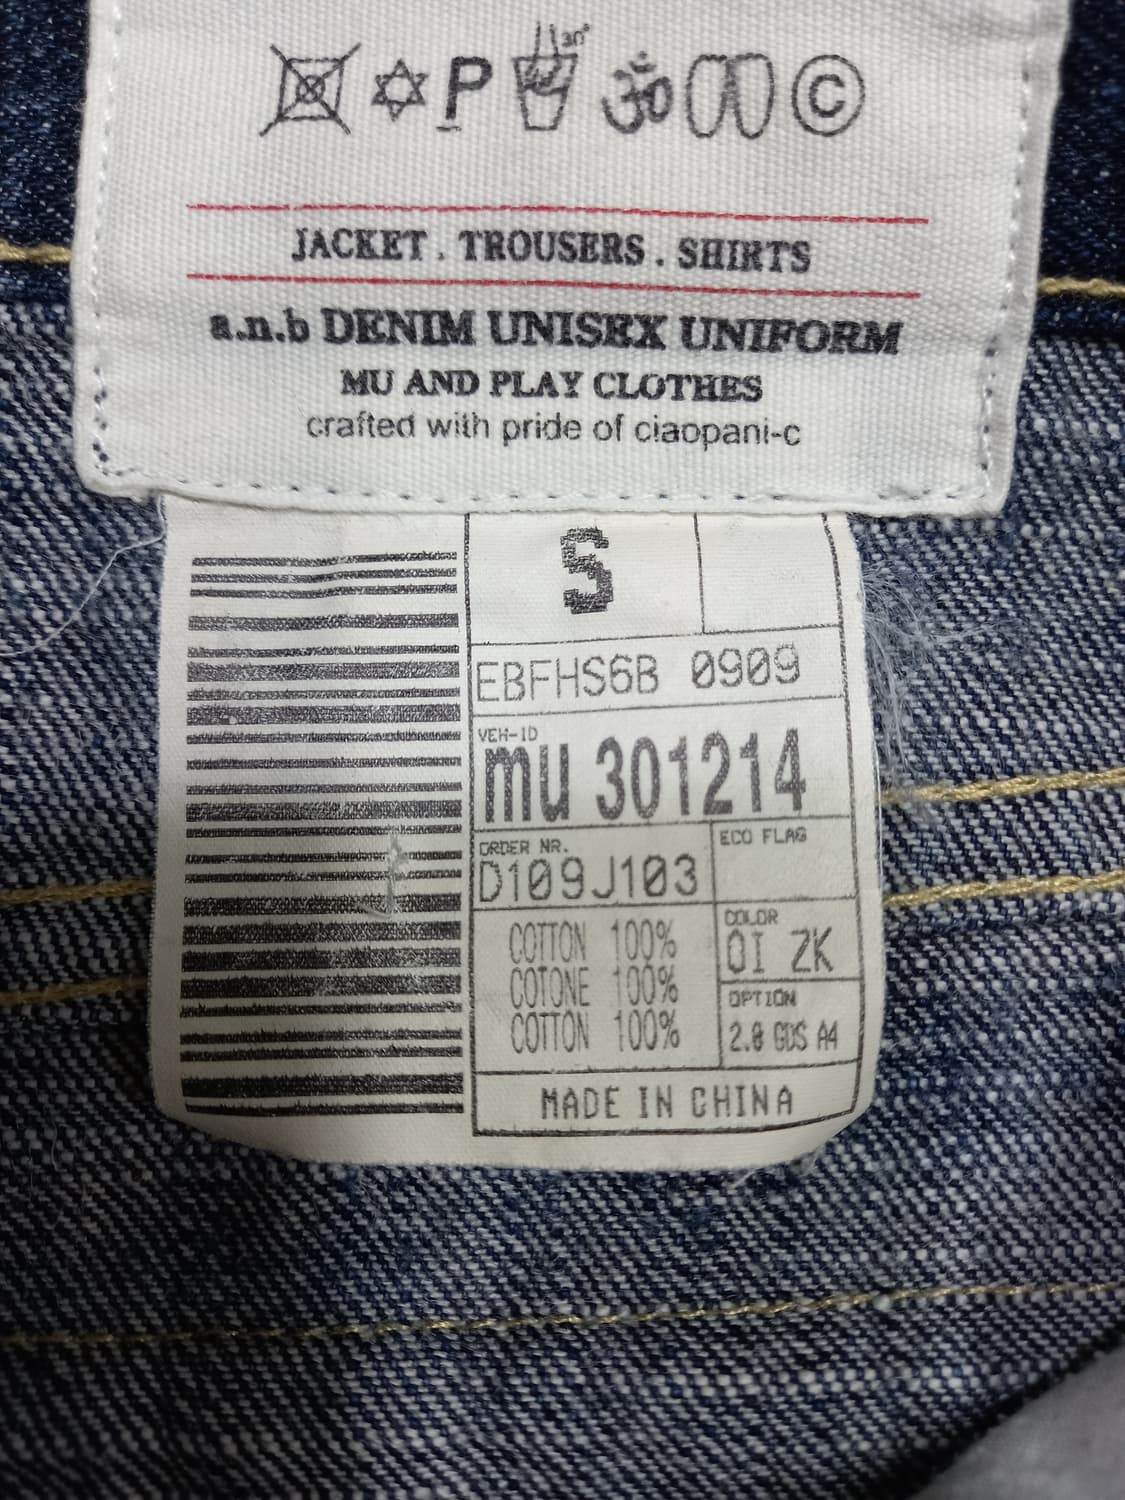 P 30° ॐ ©
JACKET . TROUSERS . SHIRTS
a.n.b DENIM UNISEX UNIFORM
MU AND PLAY CLOTHES
crafted with pride of ciaopani-c
S
EBFHS6B 0909
VEH-ID
mu 301214
ORDER NR.
D109J103
ECO FLAG
COTTON 100%
COTONE 100%
COTTON 100%
COLOR
OI ZK
OPTION
2.0 GDS A4
MADE IN CHINA